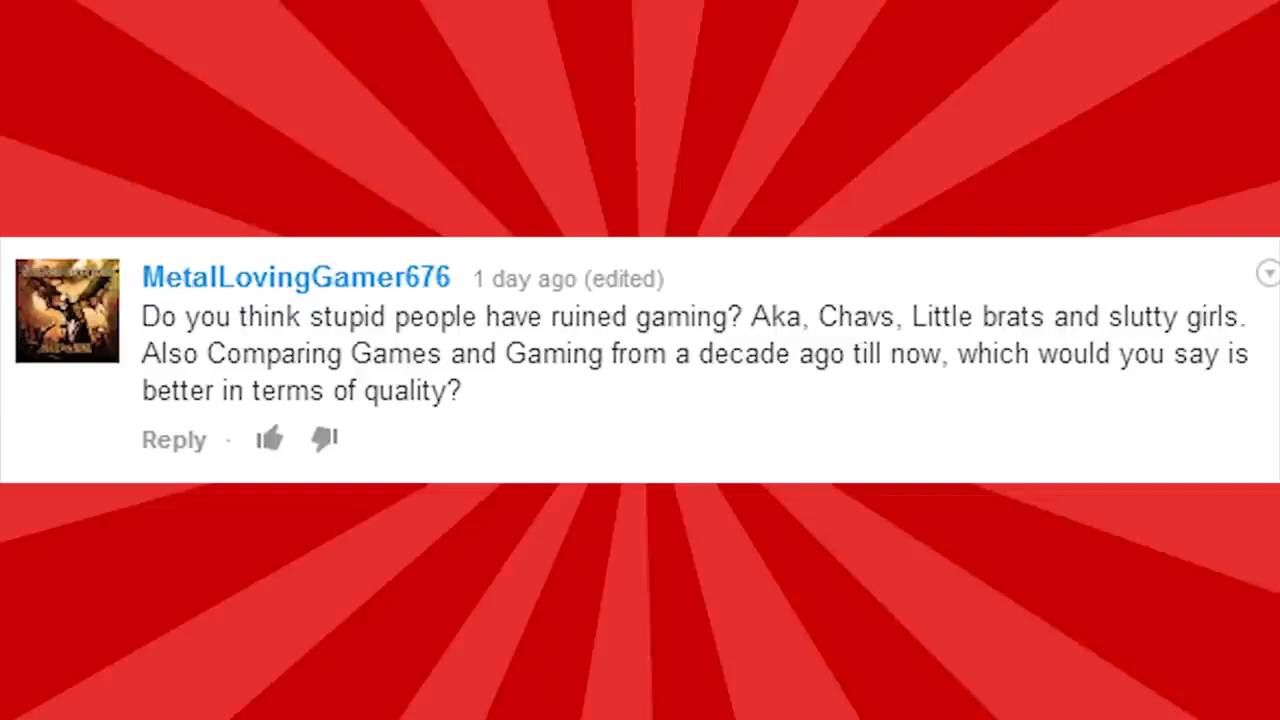 MetalLovingGamer676 1 day ago (edited)
Do you think stupid people have ruined gaming? Aka, Chavs, Little brats and slutty girls.
Also Comparing Games and Gaming from a decade ago till now, which would you say is
better in terms of quality?
Reply ·